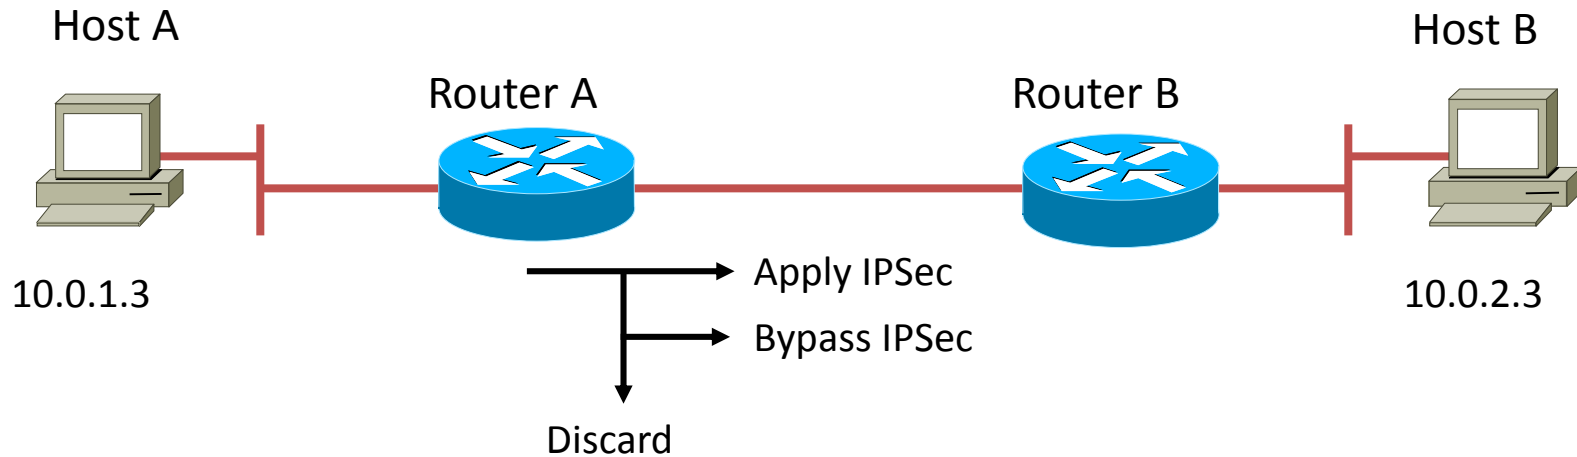 Host A
Host B
Router A
Router B
10.0.1.3
Apply IPSec
10.0.2.3
Bypass IPSec
Discard